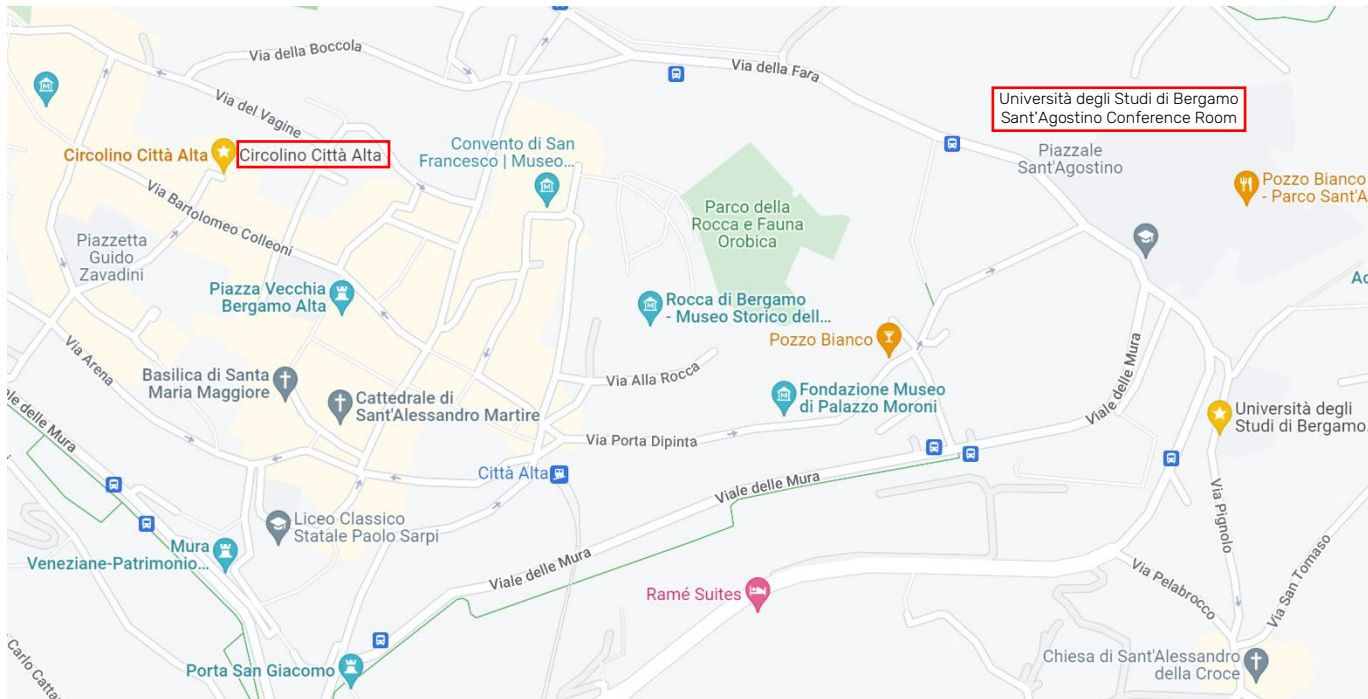 Via della Boccola
Via della Fara
Via del Vagine
Università degli Studi di Bergamo
Sant'Agostino Conference Room
Circolino Città Alta
Circolino Città Alta
Convento di San
Francesco | Museo...
Piazzale
Sant'Agostino
Pozzo Bianco
- Parco Sant'A
Via Bartolomeo Colleoni
Parco della
Rocca e Fauna
Orobica
Piazzetta
Guido
Zavadini
Piazza Vecchia
Bergamo Alta
Rocca di Bergamo
- Museo Storico dell...
Ac
Pozzo Bianco
Via Arena
Basilica di Santa
Maria Maggiore
Cattedrale di
Sant'Alessandro Martire
Via Alla Rocca
Fondazione Museo
di Palazzo Moroni
Viale delle Mura
Università degli
Studi di Bergamo
lle delle Mura
Via Porta Dipinta
Città Alta
Viale delle Mura
Via Pignolo
Liceo Classico
Statale Paolo Sarpi
Mura
Veneziane-Patrimonio...
Viale delle Mura
Ramé Suites
Via Pelabrocco
Via San Tomaso
Carlo Catta
Porta San Giacomo
Chiesa di Sant'Alessandro
della Croce